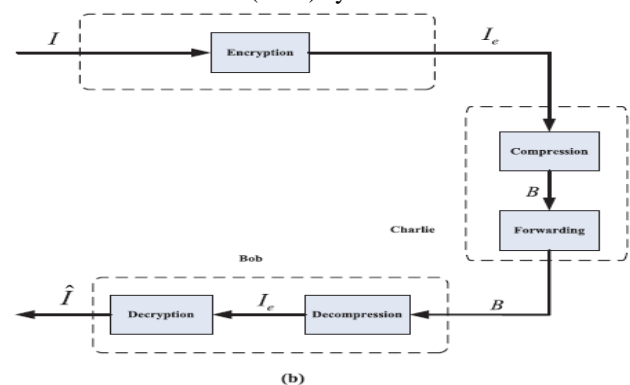 I
Encryption
I_e
Compression
B
Forwarding
Charlie
Bob
Î
Decryption
I_e
Decompression
B
(b)